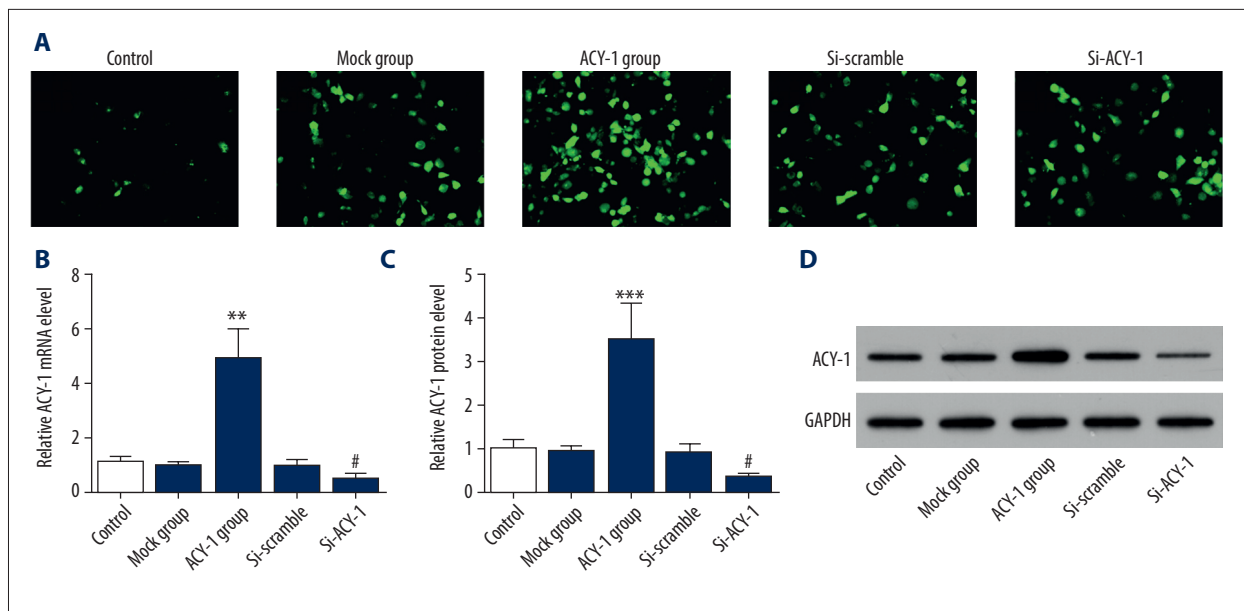 A
Control
Mock group
ACY-1 group
Si-scramble
Si-ACY-1
B
Relative ACY-1 mRNA elevel
8
6
4
2
0
**
#
Control
Mock group
ACY-1 group
Si-scramble
Si-ACY-1
C
Relative ACY-1 protein elevel
5
4
3
2
1
0
***
#
Control
Mock group
ACY-1 group
Si-scramble
Si-ACY-1
D
ACY-1
GAPDH
Control
Mock group
ACY-1 group
Si-scramble
Si-ACY-1